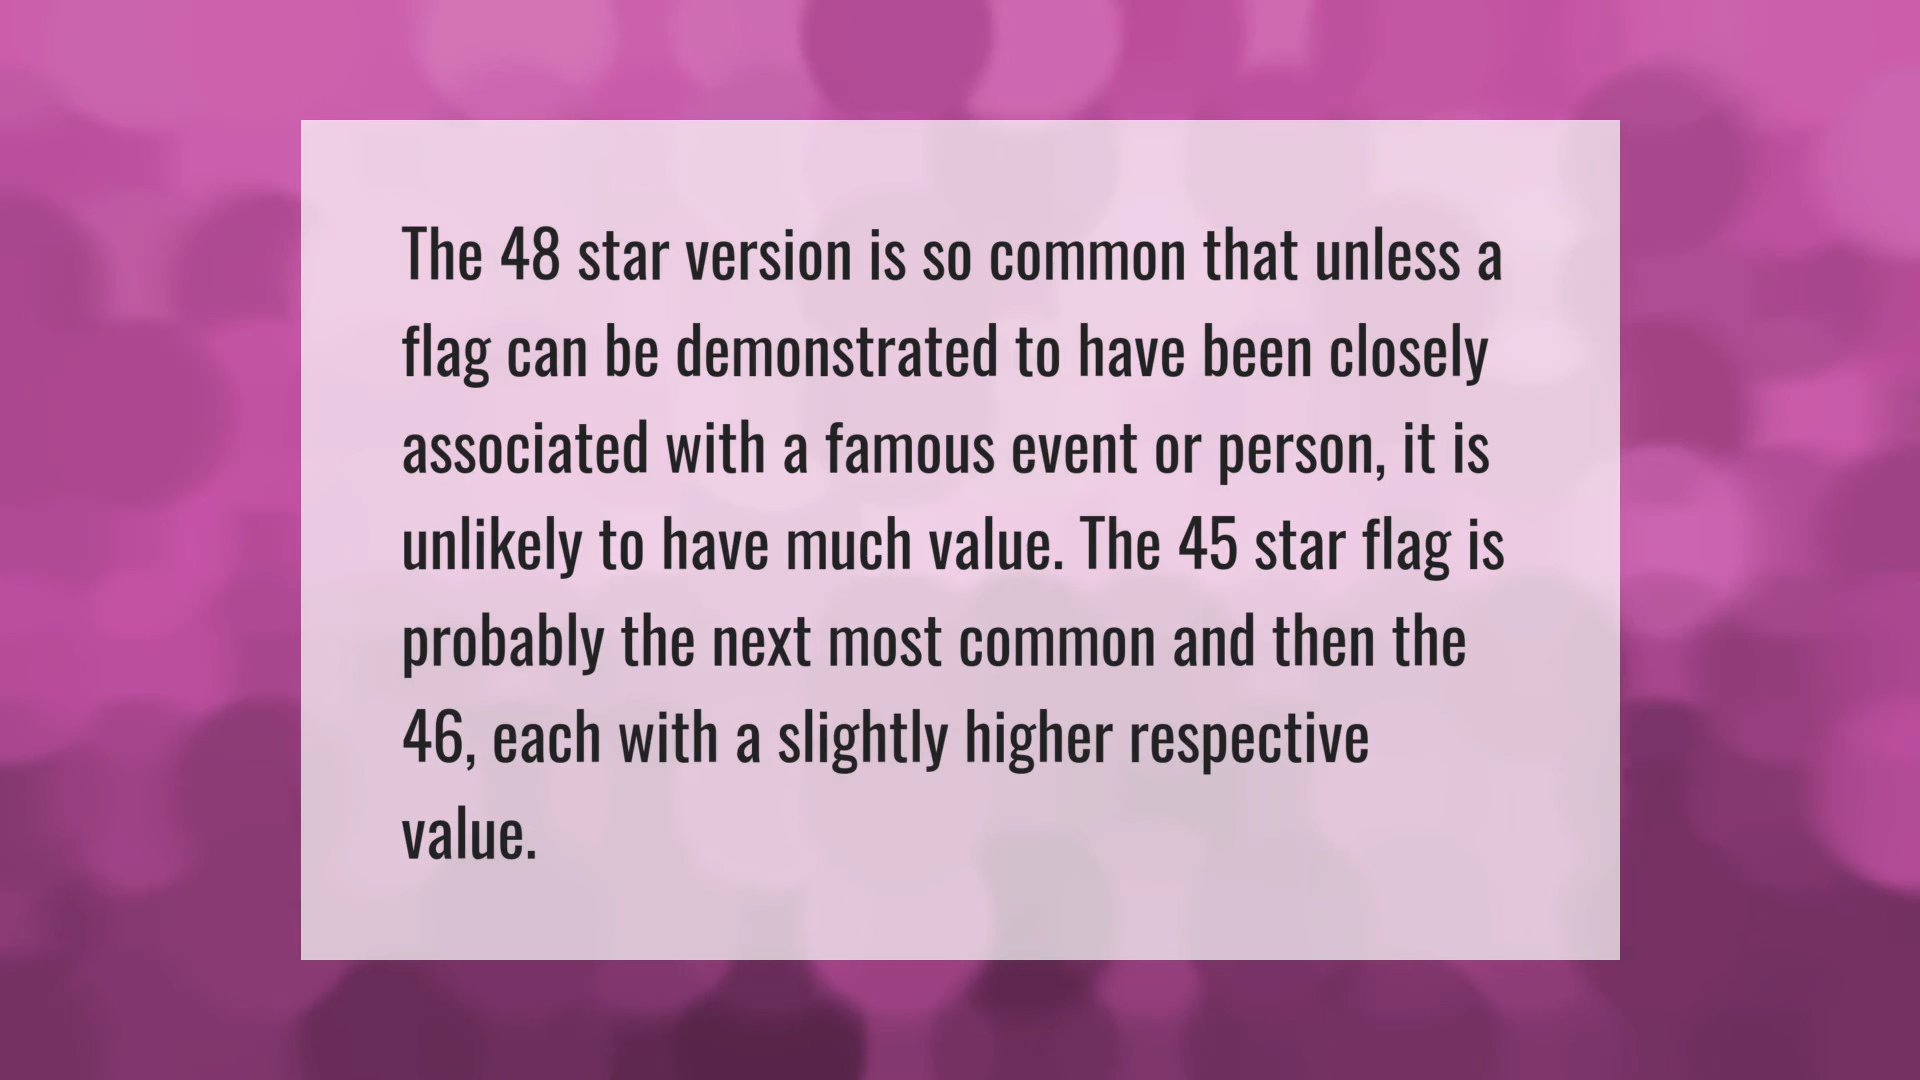 The 48 star version is so common that unless a
flag can be demonstrated to have been closely
associated with a famous event or person, it is
unlikely to have much value. The 45 star flag is
probably the next most common and then the
46, each with a slightly higher respective
value.